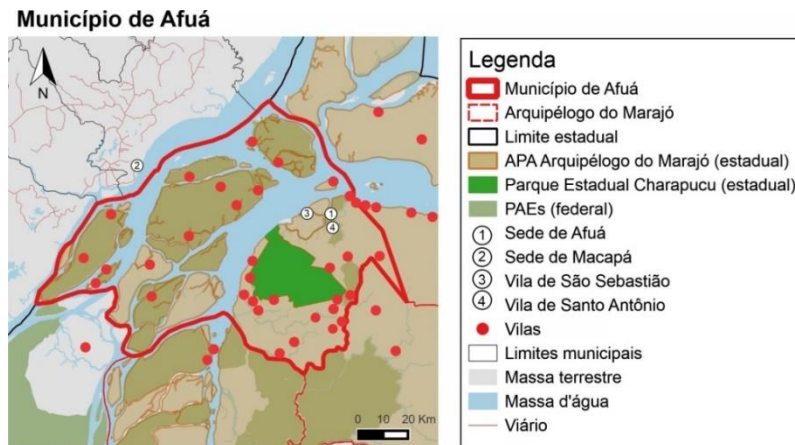 Município de Afuá
N
2
3
1
4
0 10 20 Km
Legenda
Município de Afuá
Arquipélogo do Marajó
Limite estadual
APA Arquipélogo do Marajó (estadual)
Parque Estadual Charapucu (estadual)
PAEs (federal)
1 Sede de Afuá
2 Sede de Macapá
3 Vila de São Sebastião
4 Vila de Santo Antônio
Vilas
Limites municipais
Massa terrestre
Massa d'água
Viário